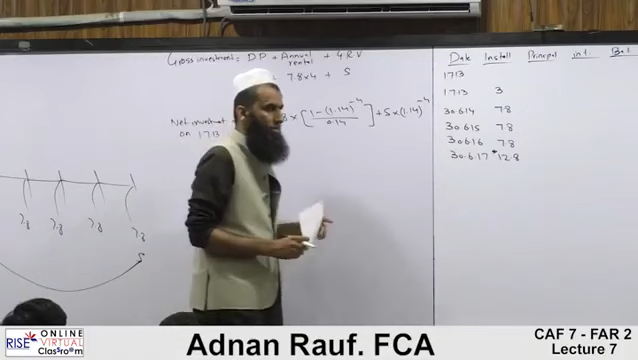 Gross investment = DP + Annual rental + GRV
7.8x4 + 5
Net investment
on 1.7.13
8 x [ 1-(1.14)^-4 / 0.14 ] + 5x(1.14)^-4
7.8 7.8 7.8 7.8
5
Date Install Principal int. Bal
1.7.13
1.7.13 3
30.6.14 7.8
30.6.15 7.8
30.6.16 7.8
30.6.17 12.8
RISE ONLINE VIRTUAL Classroom
Adnan Rauf. FCA
CAF 7 - FAR 2
Lecture 7